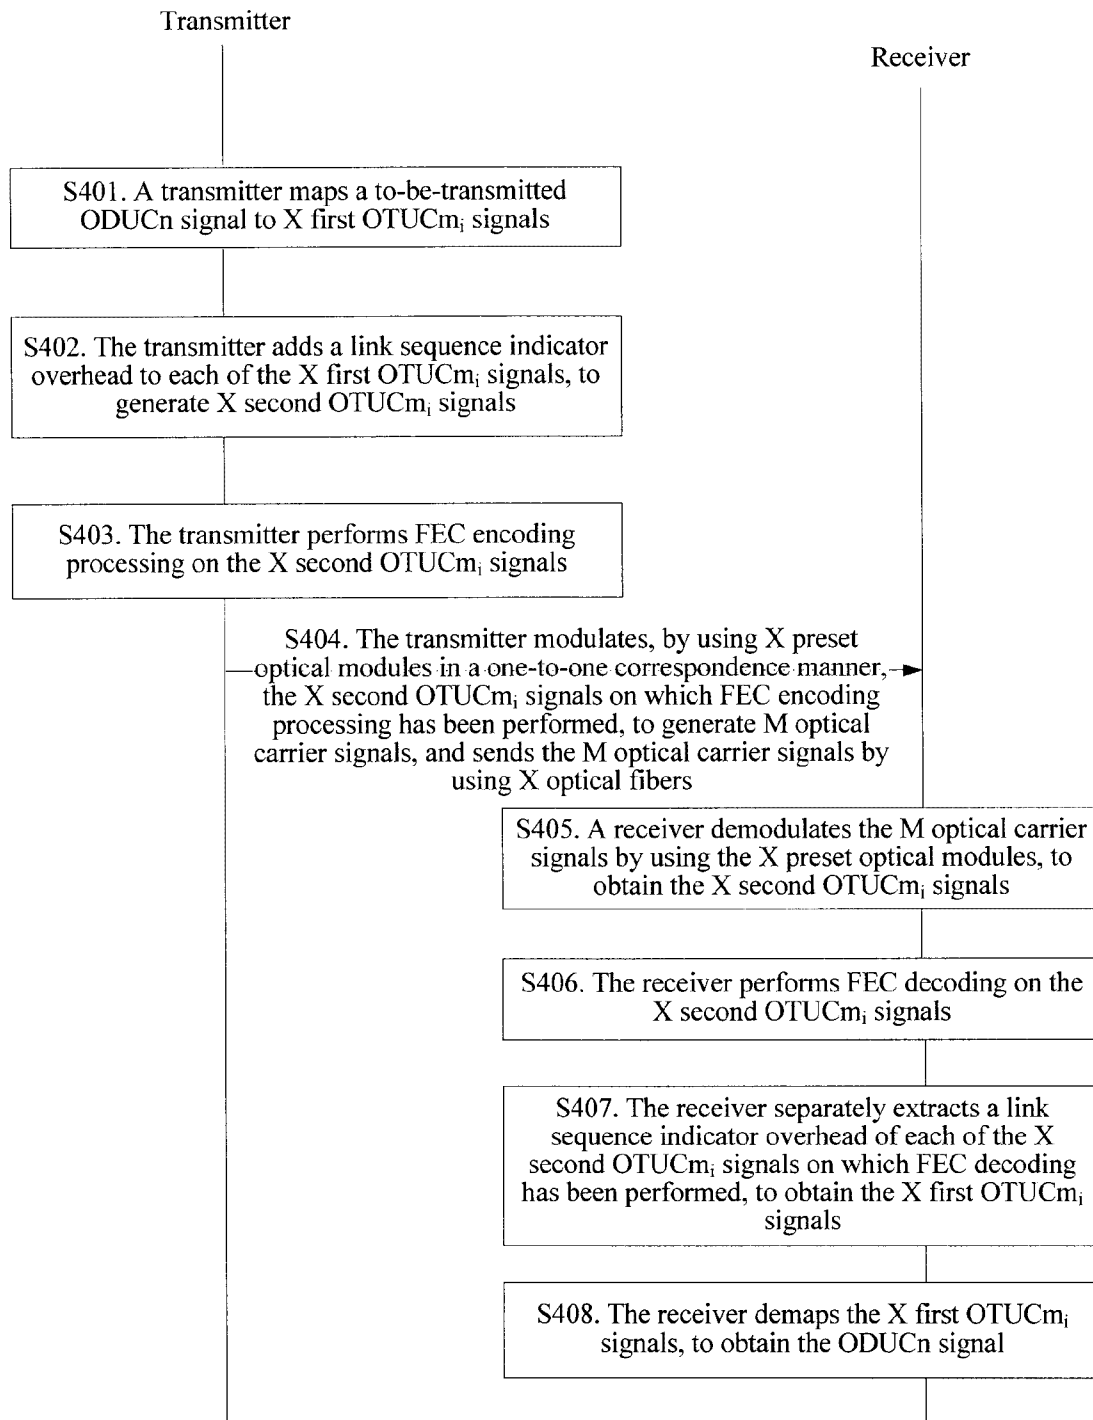 Transmitter
Receiver
S401. A transmitter maps a to-be-transmitted
ODUCn signal to X first OTUCmᵢ signals
S402. The transmitter adds a link sequence indicator
overhead to each of the X first OTUCmᵢ signals, to
generate X second OTUCmᵢ signals
S403. The transmitter performs FEC encoding
processing on the X second OTUCmᵢ signals
S404. The transmitter modulates, by using X preset
optical modules in a one-to-one correspondence manner,
the X second OTUCmᵢ signals on which FEC encoding
processing has been performed, to generate M optical
carrier signals, and sends the M optical carrier signals by
using X optical fibers
S405. A receiver demodulates the M optical carrier
signals by using the X preset optical modules, to
obtain the X second OTUCmᵢ signals
S406. The receiver performs FEC decoding on the
X second OTUCmᵢ signals
S407. The receiver separately extracts a link
sequence indicator overhead of each of the X
second OTUCmᵢ signals on which FEC decoding
has been performed, to obtain the X first OTUCmᵢ
signals
S408. The receiver demaps the X first OTUCmᵢ
signals, to obtain the ODUCn signal